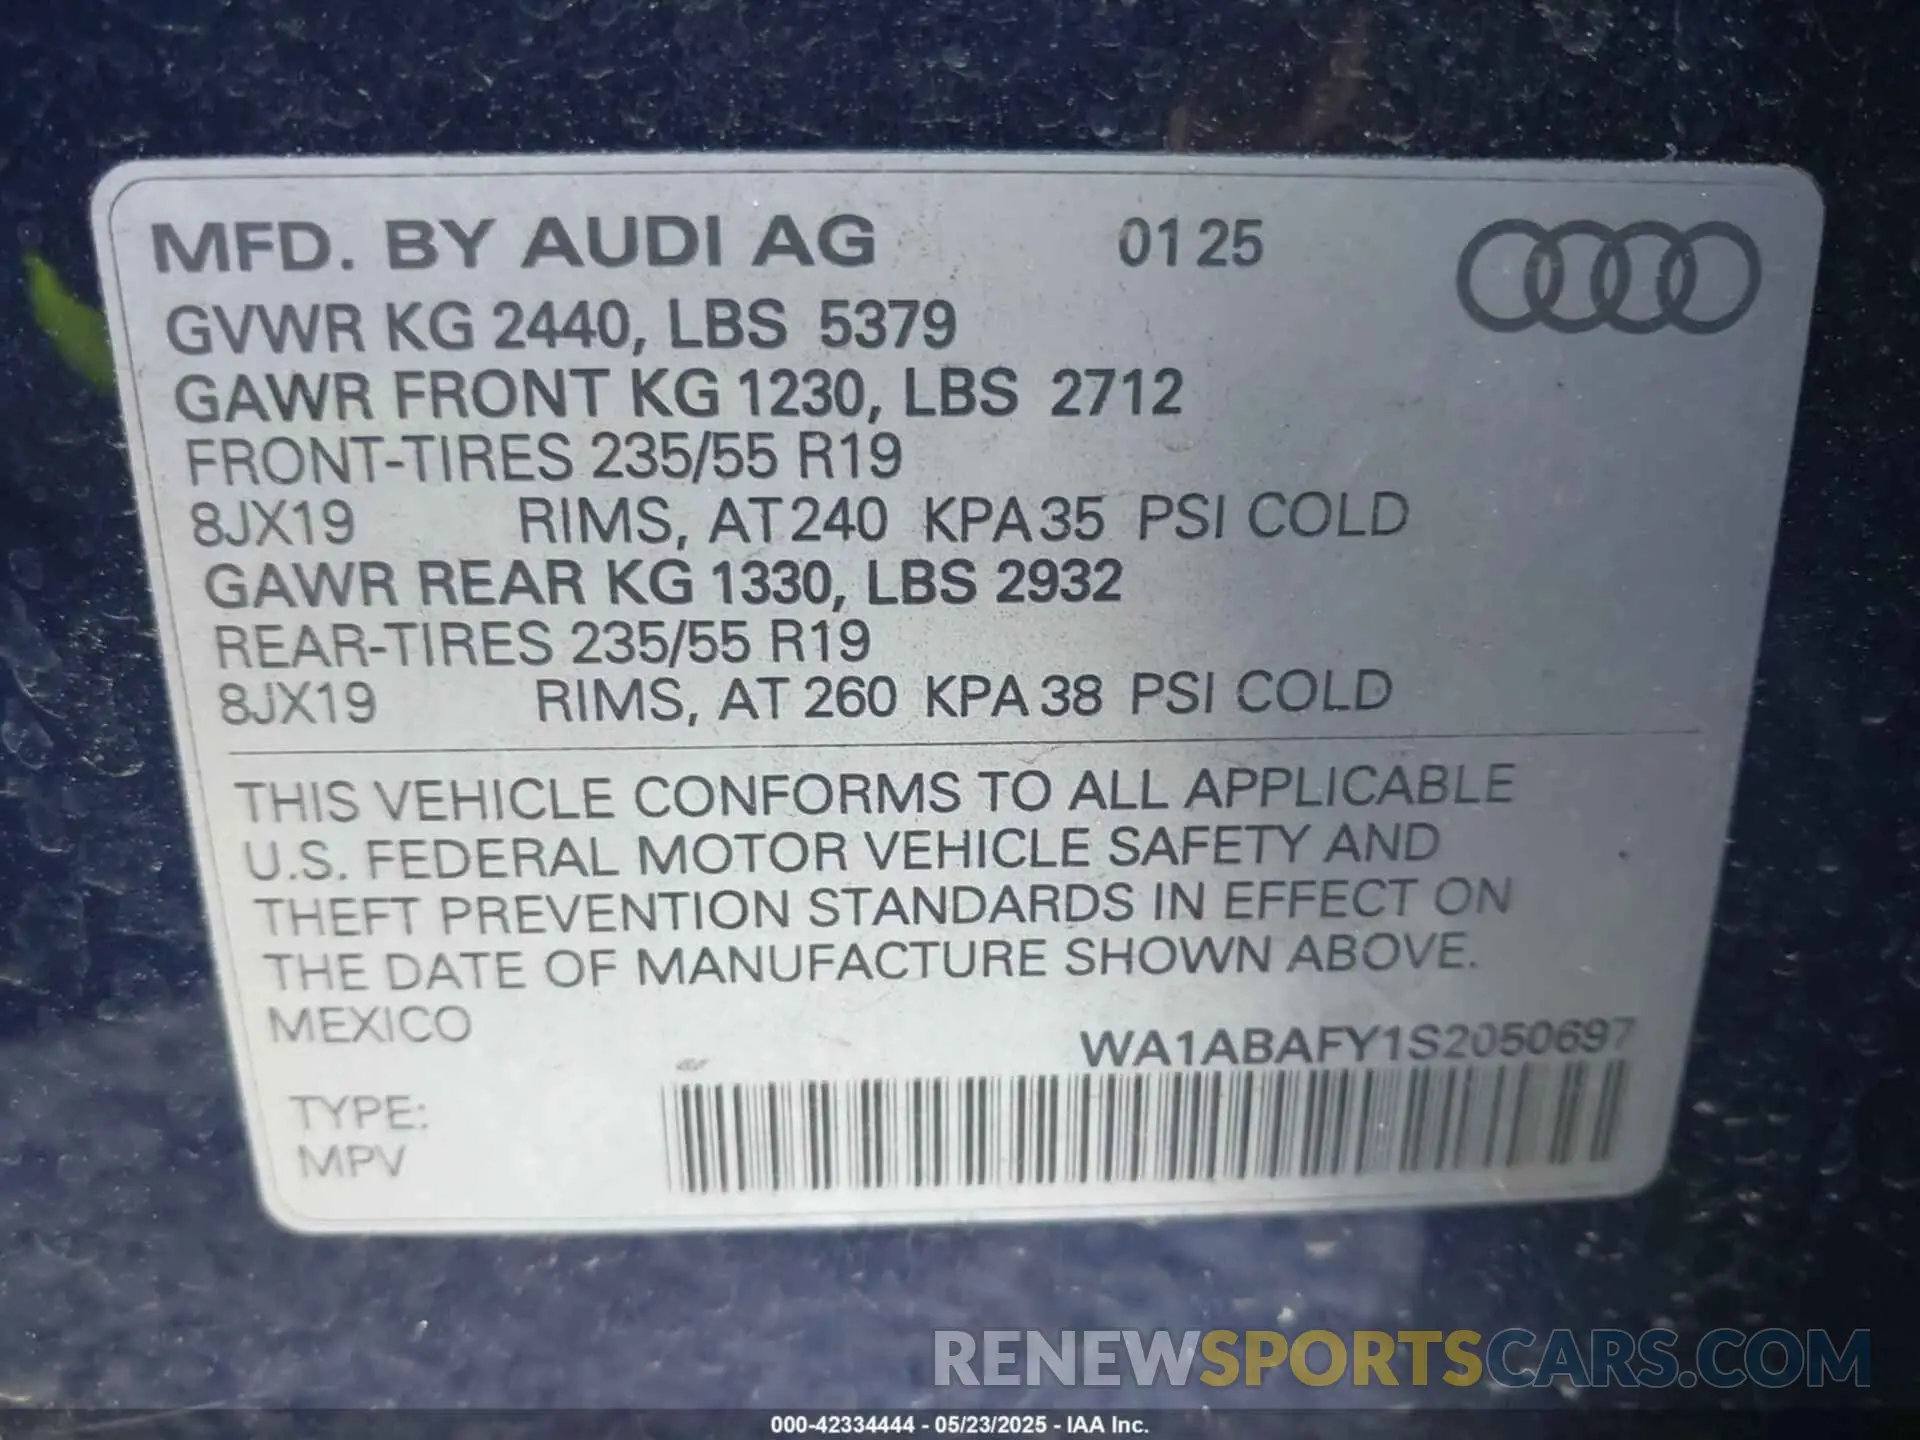 MFD. BY AUDI AG 01 25
GVWR KG 2440, LBS 5379
GAWR FRONT KG 1230, LBS 2712
FRONT-TIRES 235/55 R19
8JX19 RIMS, AT 240 KPA 35 PSI COLD
GAWR REAR KG 1330, LBS 2932
REAR-TIRES 235/55 R19
8JX19 RIMS, AT 260 KPA 38 PSI COLD
THIS VEHICLE CONFORMS TO ALL APPLICABLE
U.S. FEDERAL MOTOR VEHICLE SAFETY AND
THEFT PREVENTION STANDARDS IN EFFECT ON
THE DATE OF MANUFACTURE SHOWN ABOVE.
MEXICO
WA1ABAFY1S2050697
TYPE:
MPV
RENEWSPORTSCARS.COM
000-42334444 - 05/23/2025 - IAA Inc.